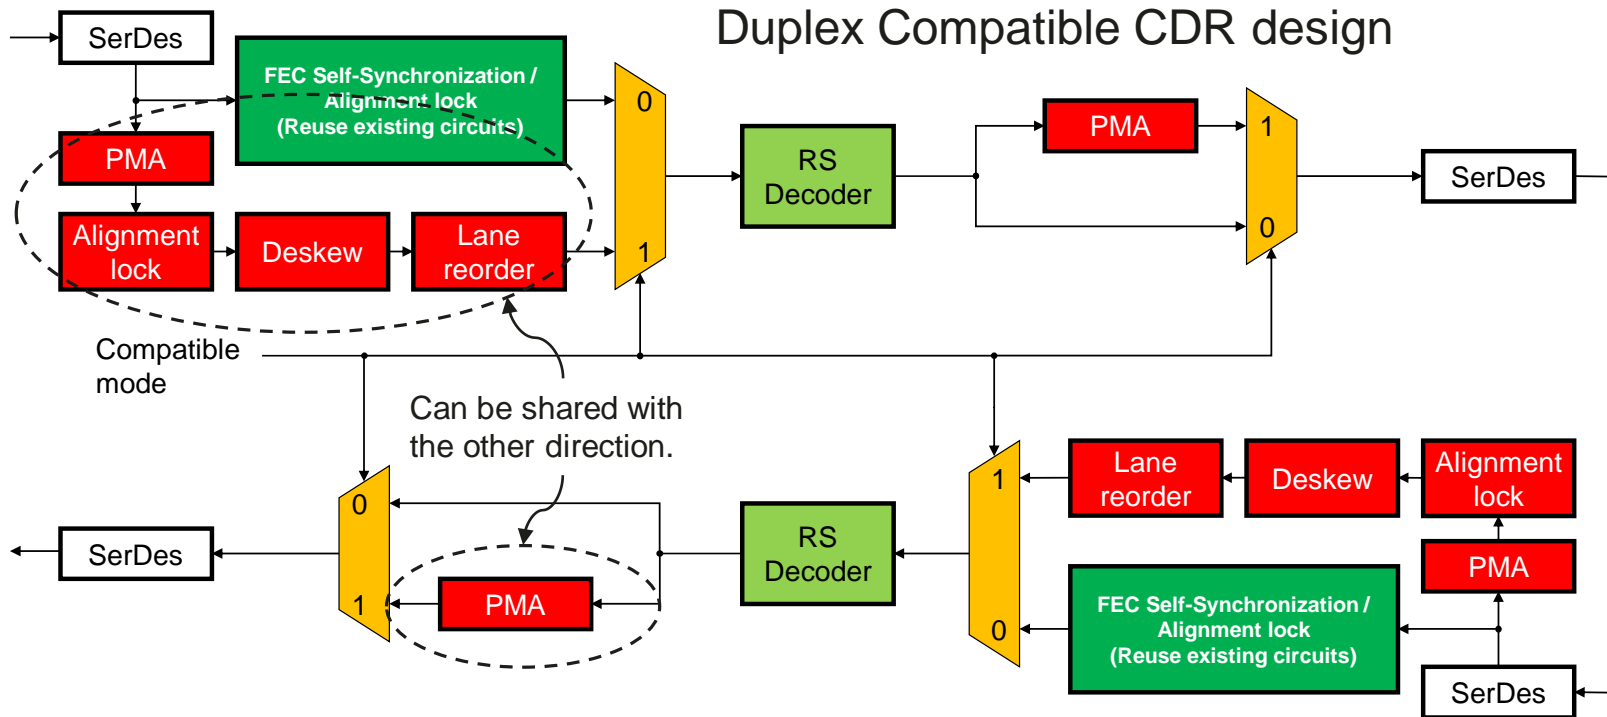 Duplex Compatible CDR design
SerDes
FEC Self-Synchronization /
Alignment lock
(Reuse existing circuits)
0
PMA
1
PMA
RS
Decoder
SerDes
Alignment
lock
Deskew
Lane
reorder
1
0
Compatible
mode
Can be shared with
the other direction.
0
1
Lane
reorder
Deskew
Alignment
lock
SerDes
RS
Decoder
PMA
1
PMA
0
FEC Self-Synchronization /
Alignment lock
(Reuse existing circuits)
SerDes